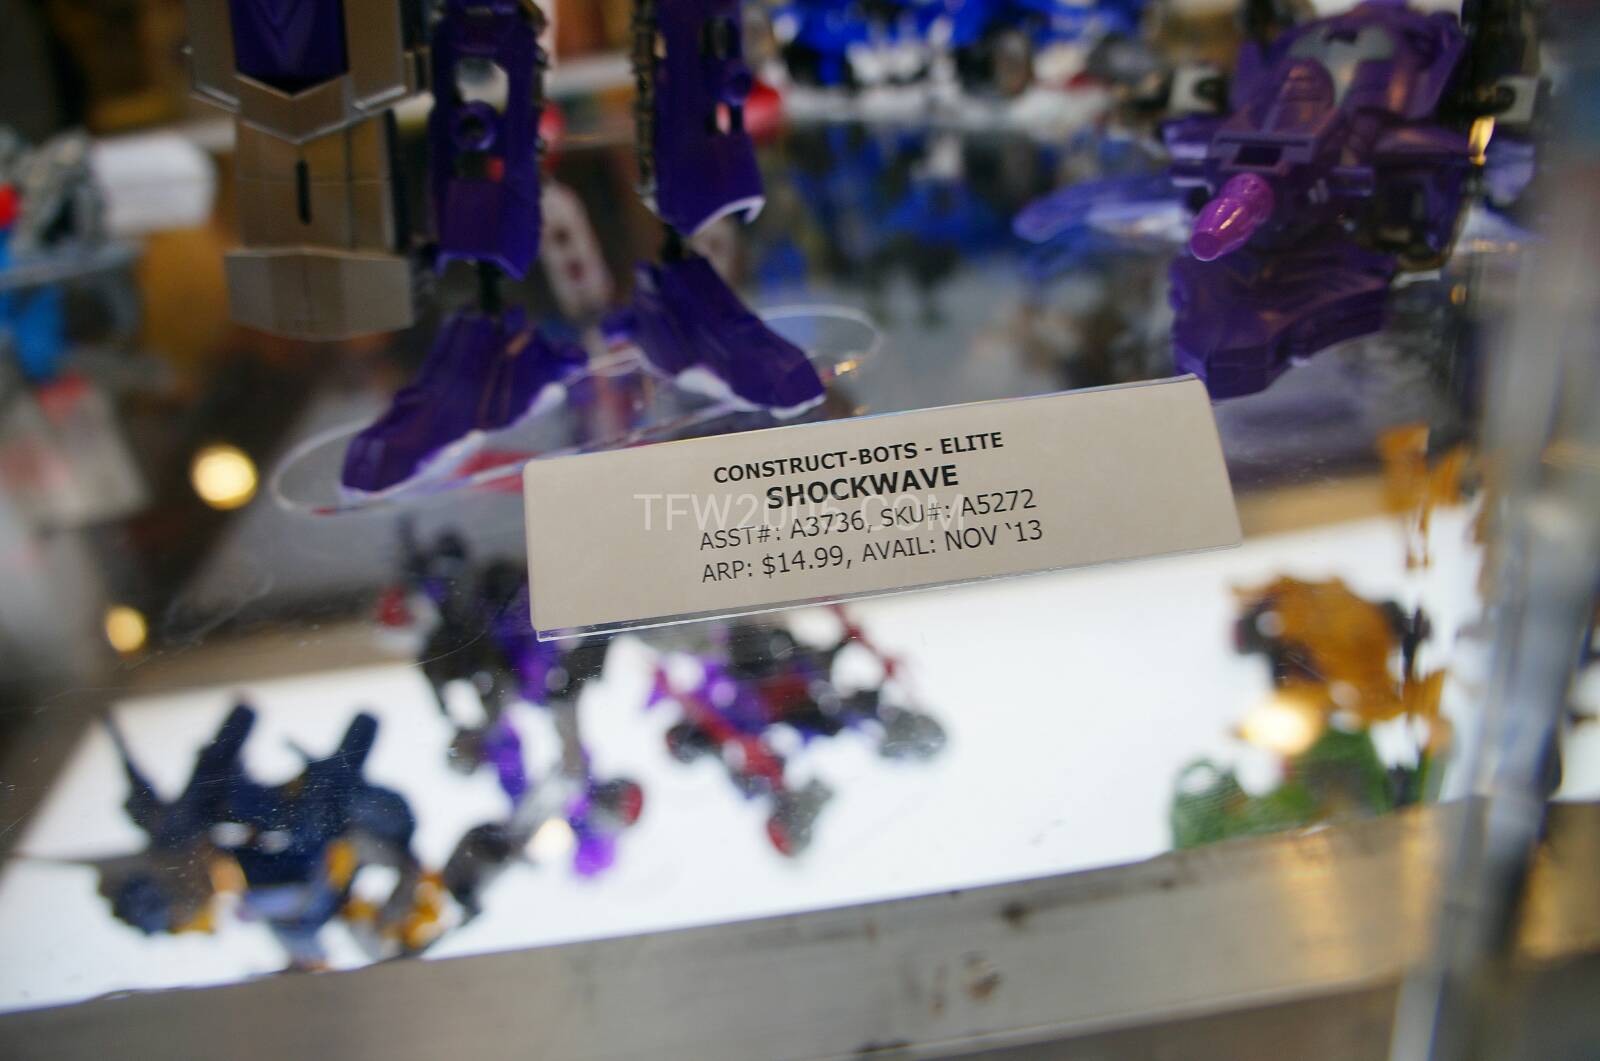 CONSTRUCT-BOTS - ELITE
SHOCKWAVE
TFW2005.COM
ASST#: A3736, SKU#: A5272
ARP: $14.99, AVAIL: NOV ‘13